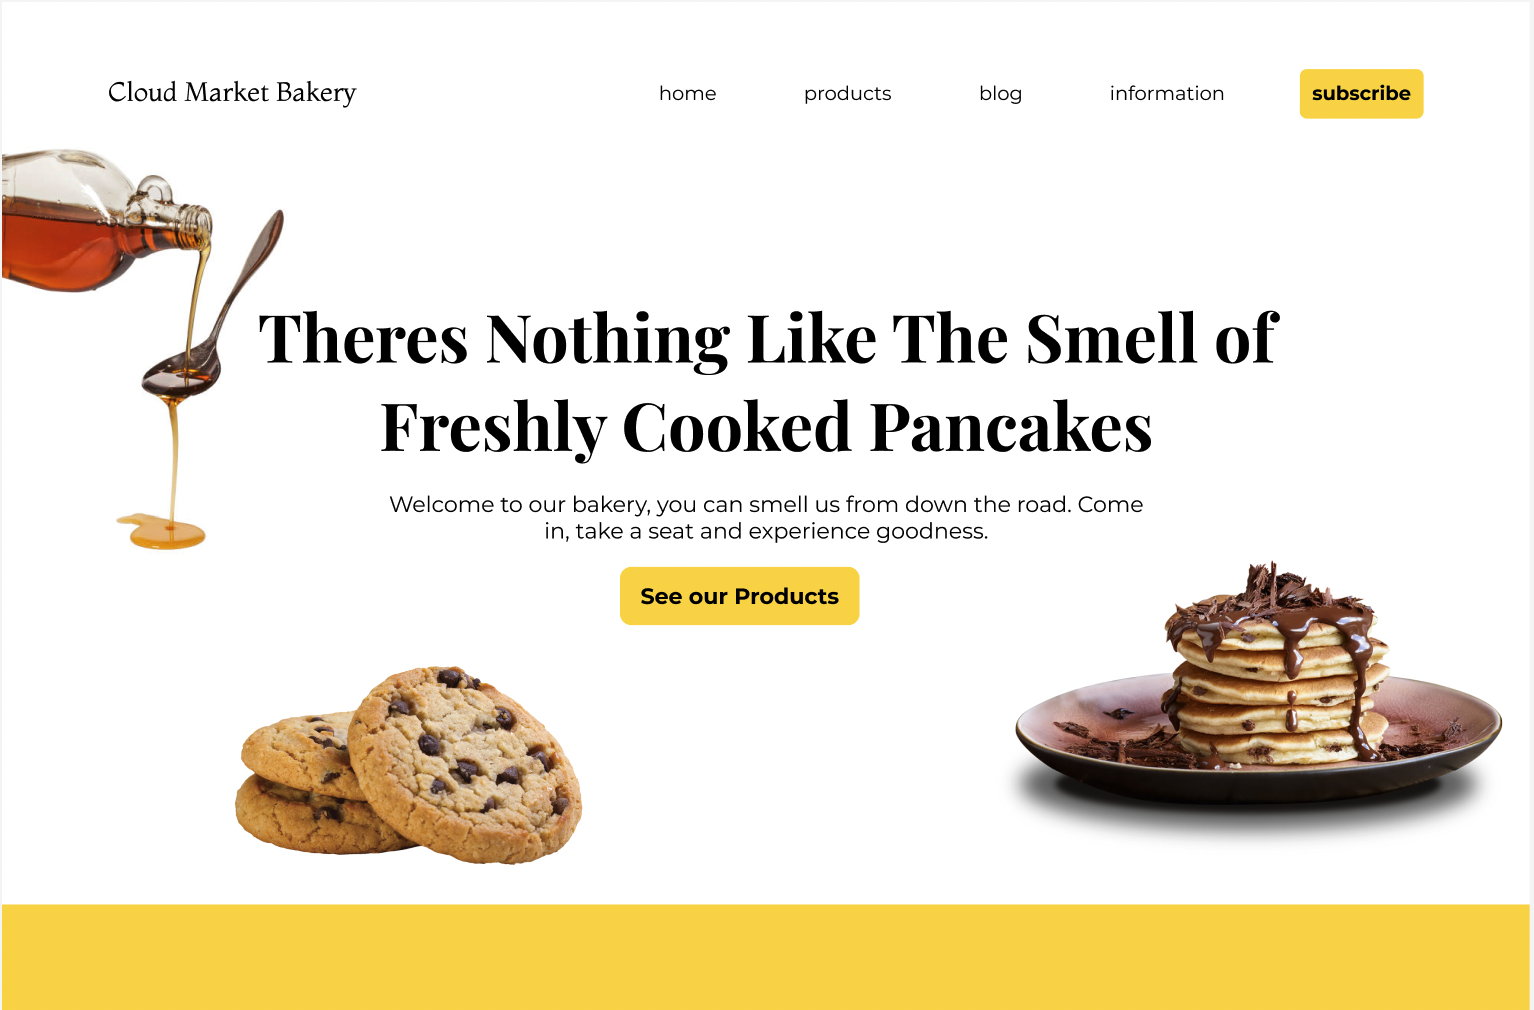 Cloud Market Bakery
home products blog information subscribe
Theres Nothing Like The Smell of
Freshly Cooked Pancakes
Welcome to our bakery, you can smell us from down the road. Come
in, take a seat and experience goodness.
See our Products